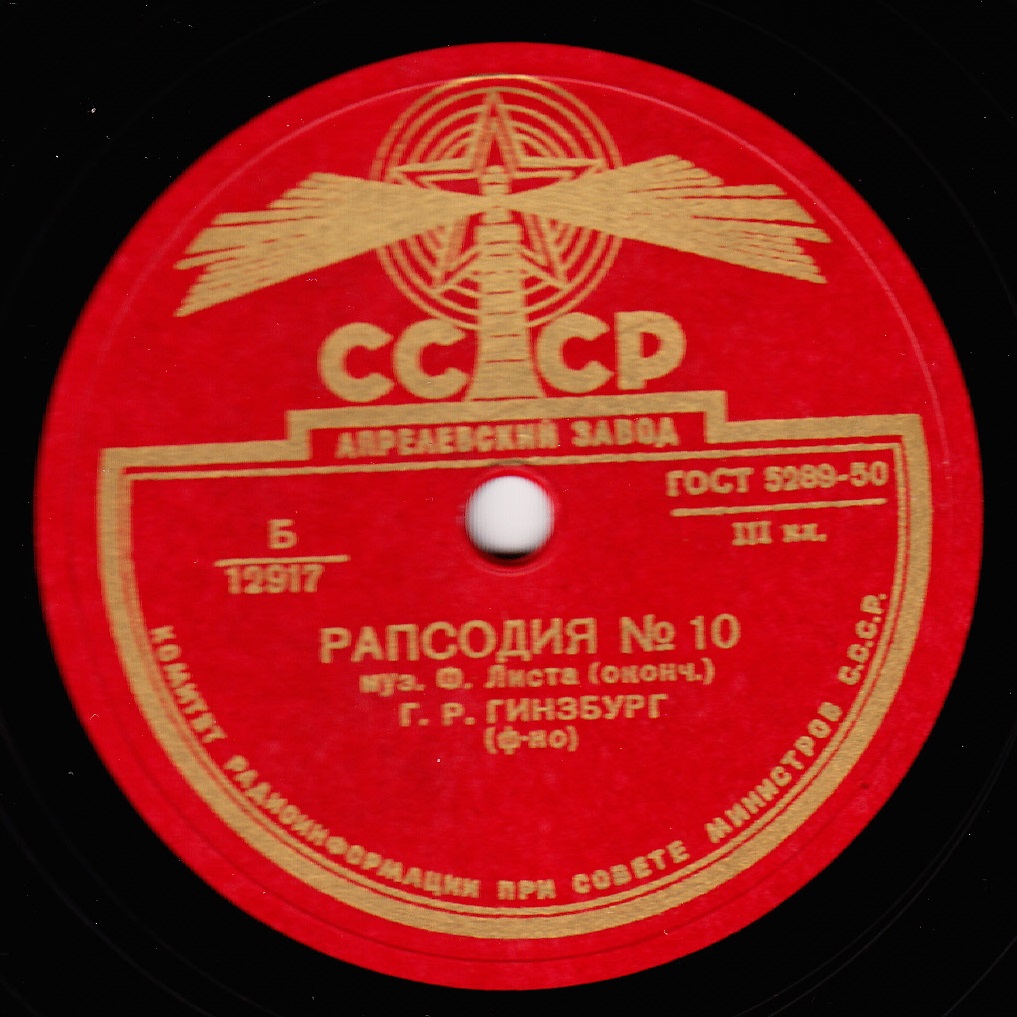 СССР
АПРЕЛЕВСКИЙ ЗАВОД
ГОСТ 5289-50
III кл.
Б
12917
РАПСОДИЯ № 10
муз. Ф. Листа (оконч.)
Г. Р. ГИНЗБУРГ
(ф-но)
КОМИТЕТ РАДИОИНФОРМАЦИИ ПРИ СОВЕТЕ МИНИСТРОВ С.С.С.Р.